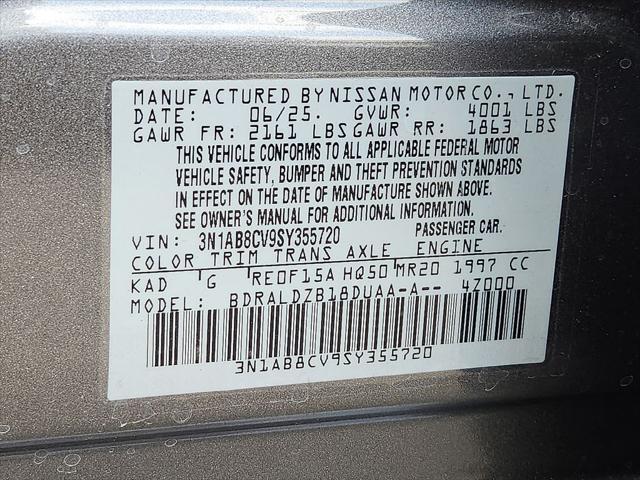 MANUFACTURED BY NISSAN MOTOR CO., LTD.
DATE: 06/25. GVWR: 4001 LBS
GAWR FR: 2161 LBS GAWR RR: 1863 LBS
THIS VEHICLE CONFORMS TO ALL APPLICABLE FEDERAL MOTOR
VEHICLE SAFETY, BUMPER AND THEFT PREVENTION STANDARDS
IN EFFECT ON THE DATE OF MANUFACTURE SHOWN ABOVE.
SEE OWNER'S MANUAL FOR ADDITIONAL INFORMATION.
VIN: 3N1AB8CV9SY355720 PASSENGER CAR.
COLOR TRIM TRANS AXLE ENGINE
KAD G RE0F15A HQ50 MR20 1997 CC
MODEL: BDRALDZB18DUAA-A-- 4Z000
3N1AB8CV9SY355720